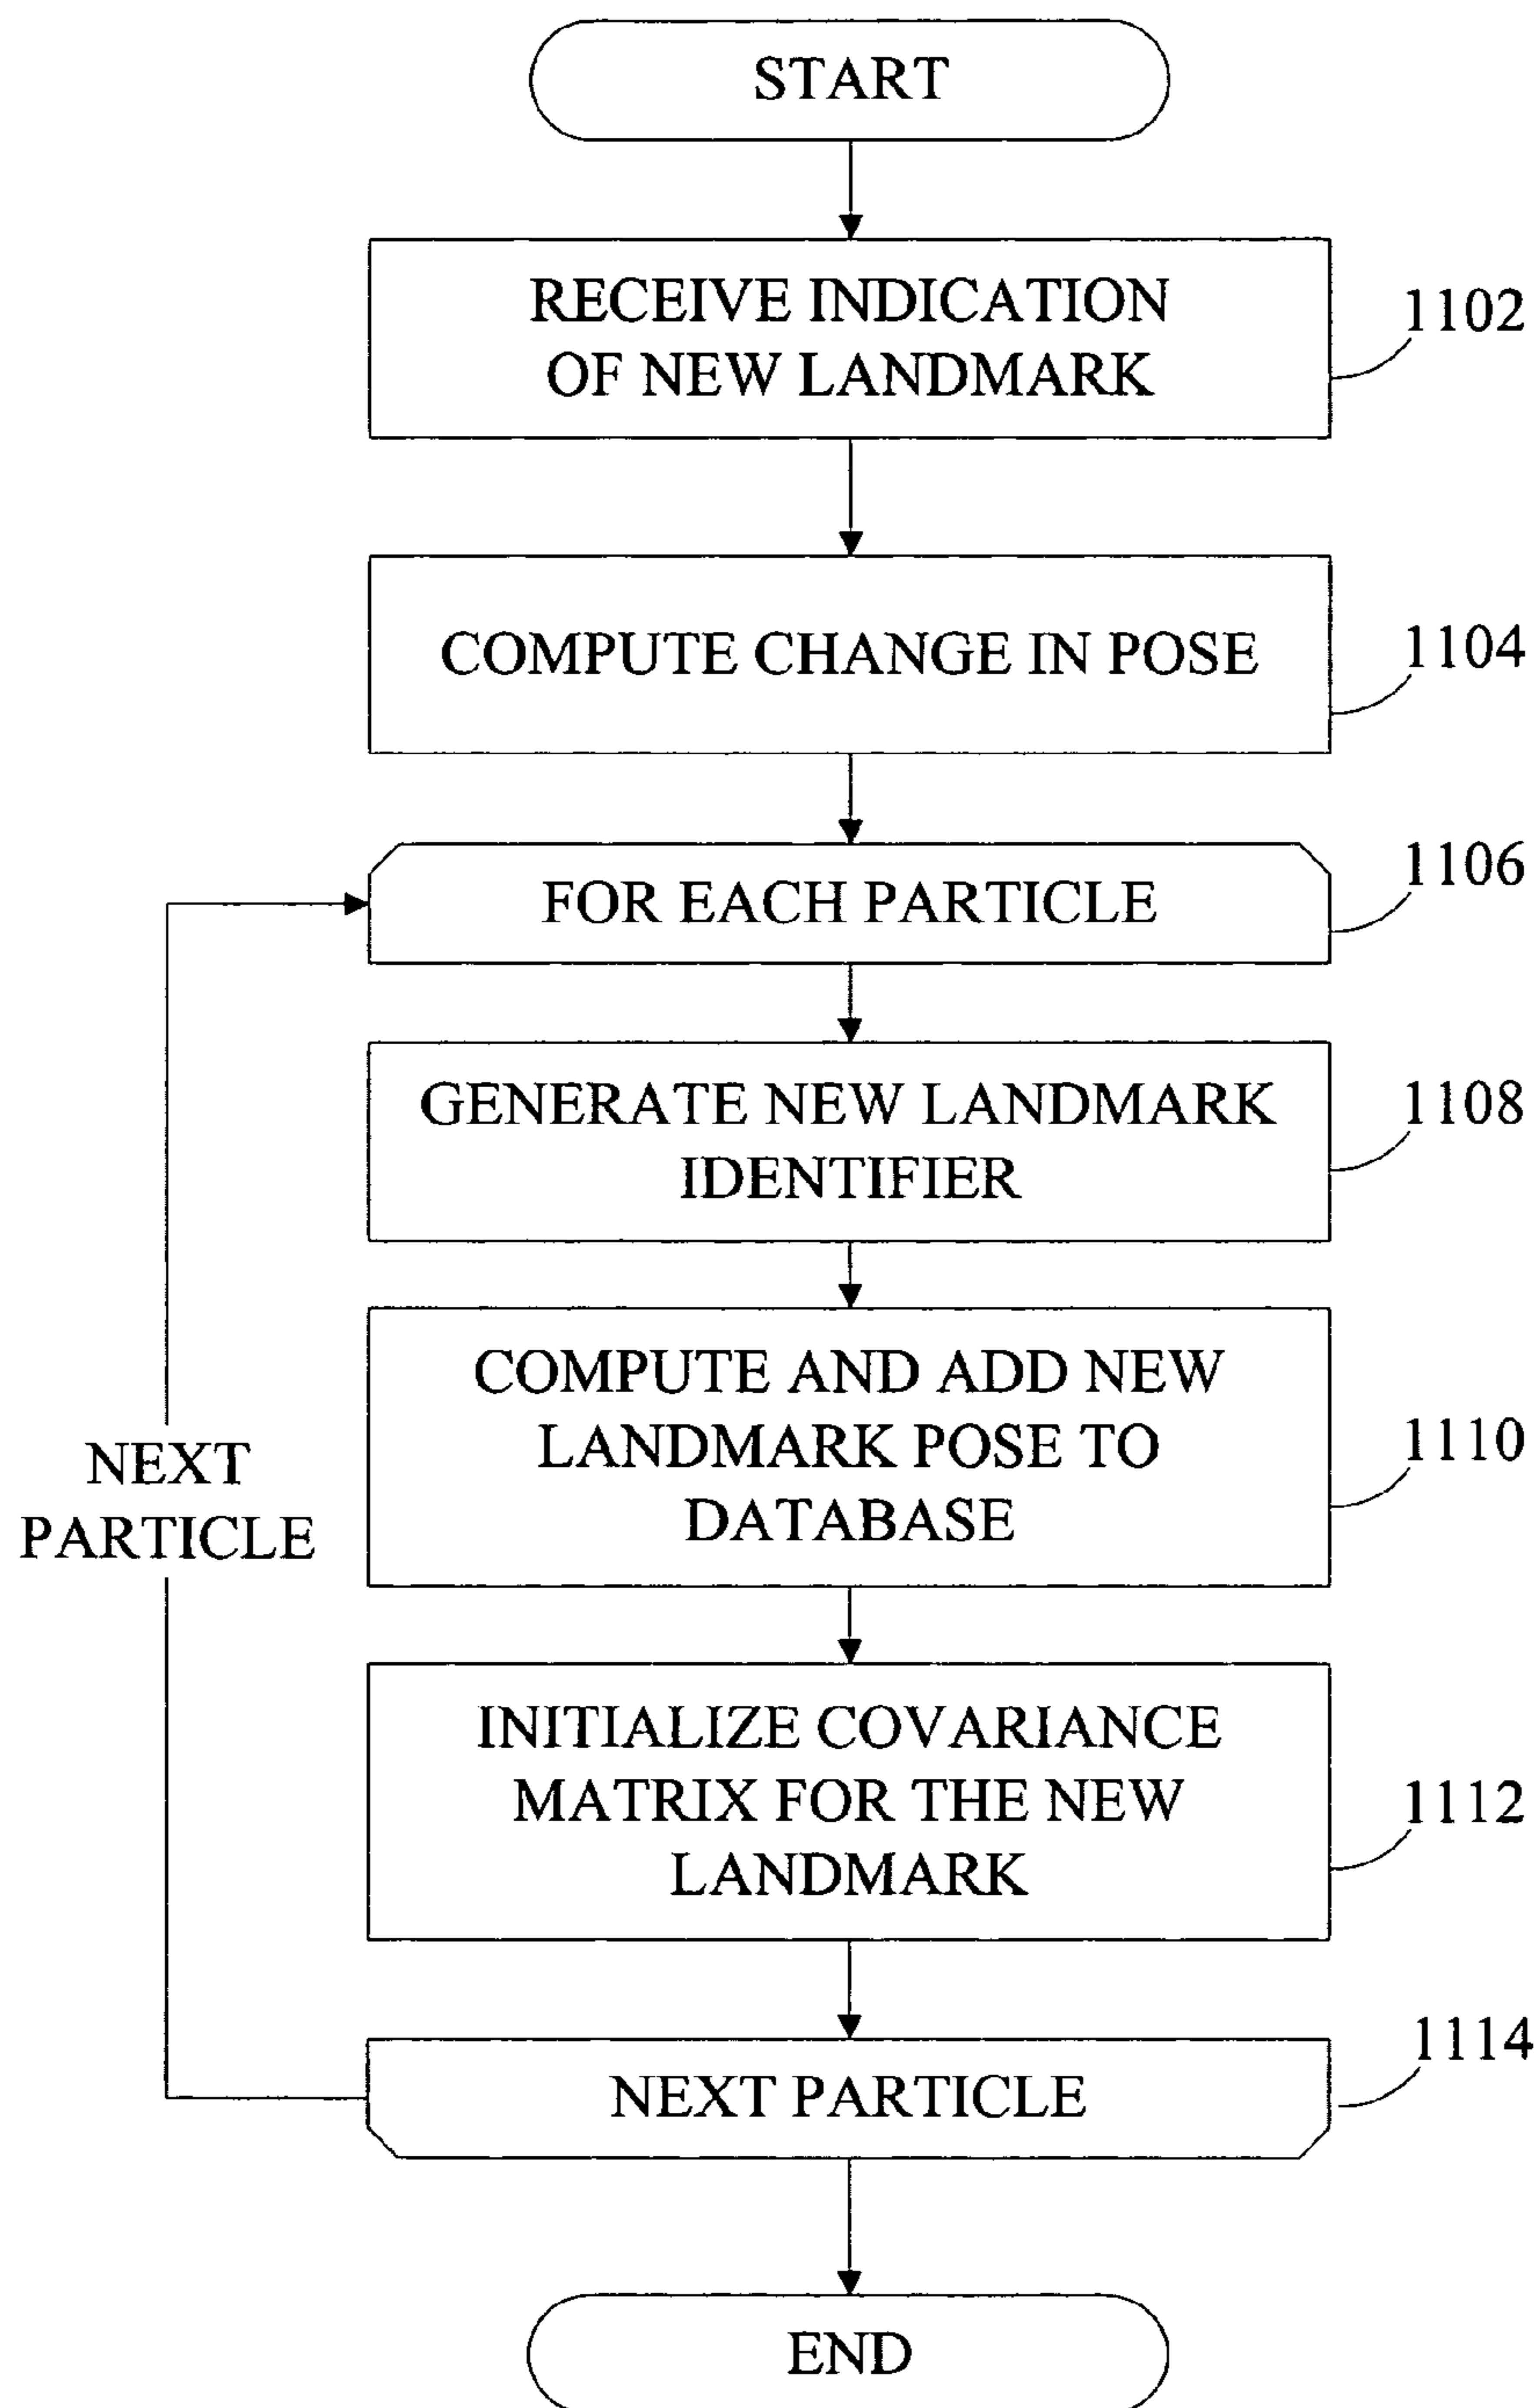 START
RECEIVE INDICATION
OF NEW LANDMARK
1102
COMPUTE CHANGE IN POSE
1104
FOR EACH PARTICLE
1106
GENERATE NEW LANDMARK
IDENTIFIER
1108
COMPUTE AND ADD NEW
LANDMARK POSE TO
DATABASE
1110
NEXT
PARTICLE
INITIALIZE COVARIANCE
MATRIX FOR THE NEW
LANDMARK
1112
NEXT PARTICLE
1114
END